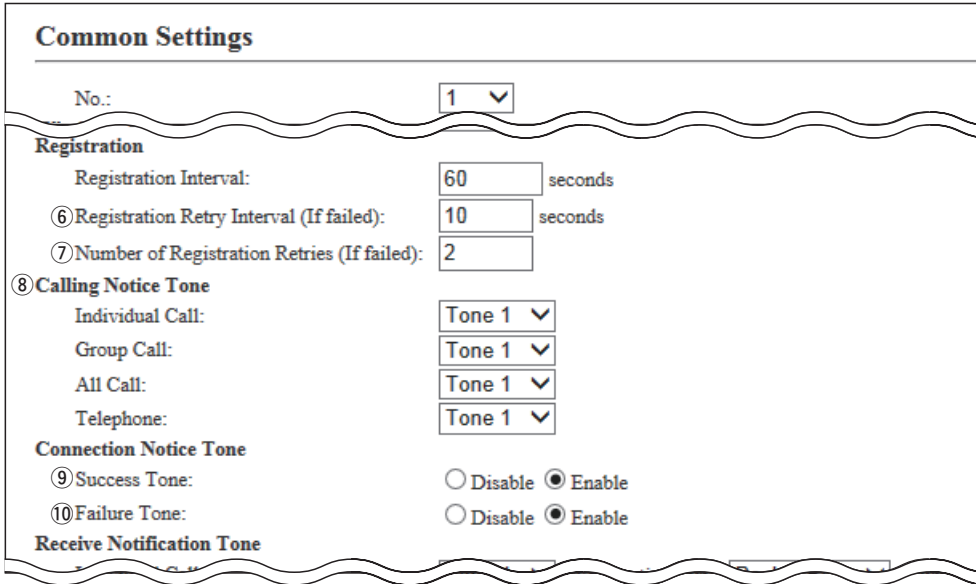 Common Settings
No.: 1
Registration
Registration Interval: 60 seconds
⑥Registration Retry Interval (If failed): 10 seconds
⑦Number of Registration Retries (If failed): 2
⑧Calling Notice Tone
Individual Call: Tone 1
Group Call: Tone 1
All Call: Tone 1
Telephone: Tone 1
Connection Notice Tone
⑨Success Tone: Disable Enable
⑩Failure Tone: Disable Enable
Receive Notification Tone